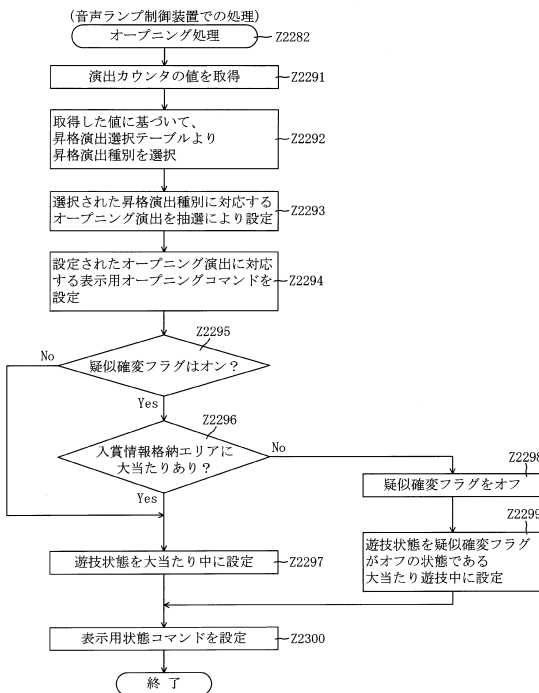 (音声ランプ制御装置での処理)
オープニング処理
Z2282
演出カウンタの値を取得
Z2291
取得した値に基づいて、
昇格演出選択テーブルより
昇格演出種別を選択
Z2292
選択された昇格演出種別に対応する
オープニング演出を抽選により設定
Z2293
設定されたオープニング演出に対応
する表示用オープニングコマンドを
設定
Z2294
Z2295
疑似確変フラグはオン?
No
Yes
Z2296
入賞情報格納エリアに
大当たりあり?
No
Yes
Z2298
疑似確変フラグをオフ
Z2299
遊技状態を疑似確変フラグ
がオフの状態である
大当たり遊技中に設定
遊技状態を大当たり中に設定
Z2297
表示用状態コマンドを設定
Z2300
終了